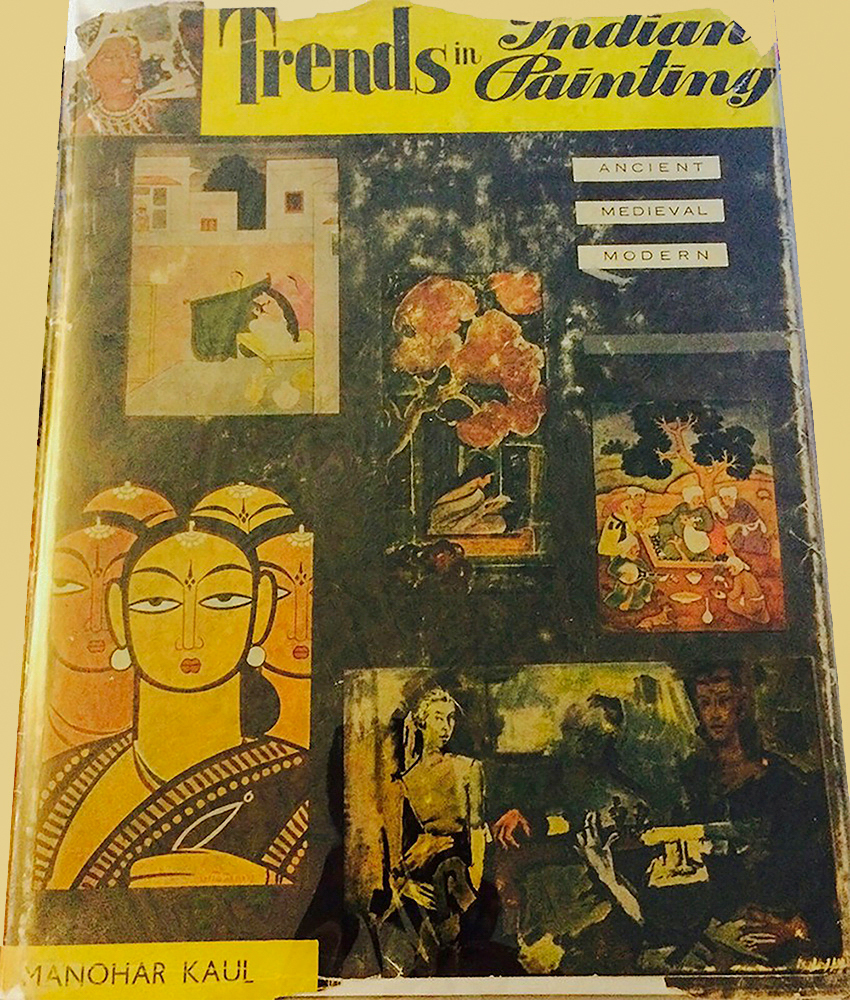 Trends in Indian
Painting
ANCIENT
MEDIEVAL
MODERN
MANOHAR KAUL